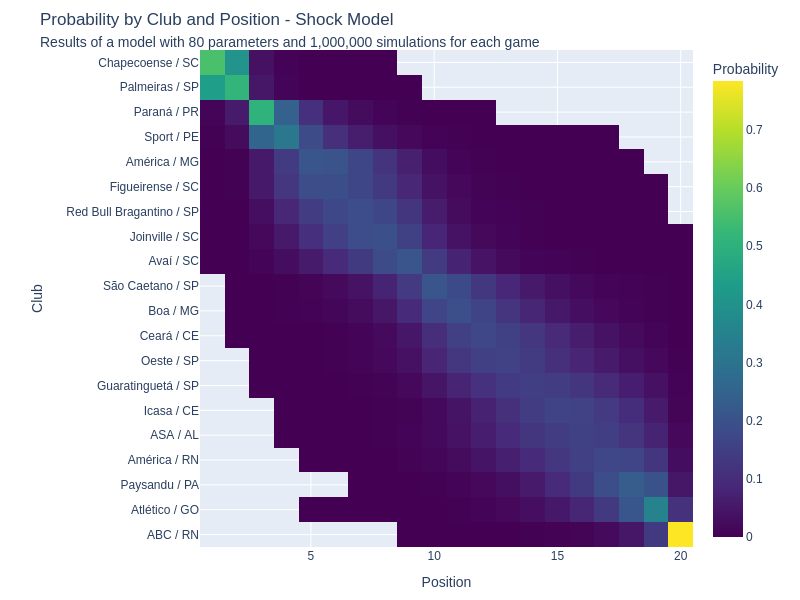 Probability by Club and Position - Shock Model
Results of a model with 80 parameters and 1,000,000 simulations for each game
Probability
Chapecoense / SC
Palmeiras / SP
Paraná / PR
Sport / PE
América / MG
Figueirense / SC
Red Bull Bragantino / SP
Joinville / SC
Avaí / SC
São Caetano / SP
Boa / MG
Ceará / CE
Oeste / SP
Guaratinguetá / SP
Icasa / CE
ASA / AL
América / RN
Paysandu / PA
Atlético / GO
ABC / RN
Club
5
10
15
20
Position
0.7
0.6
0.5
0.4
0.3
0.2
0.1
0